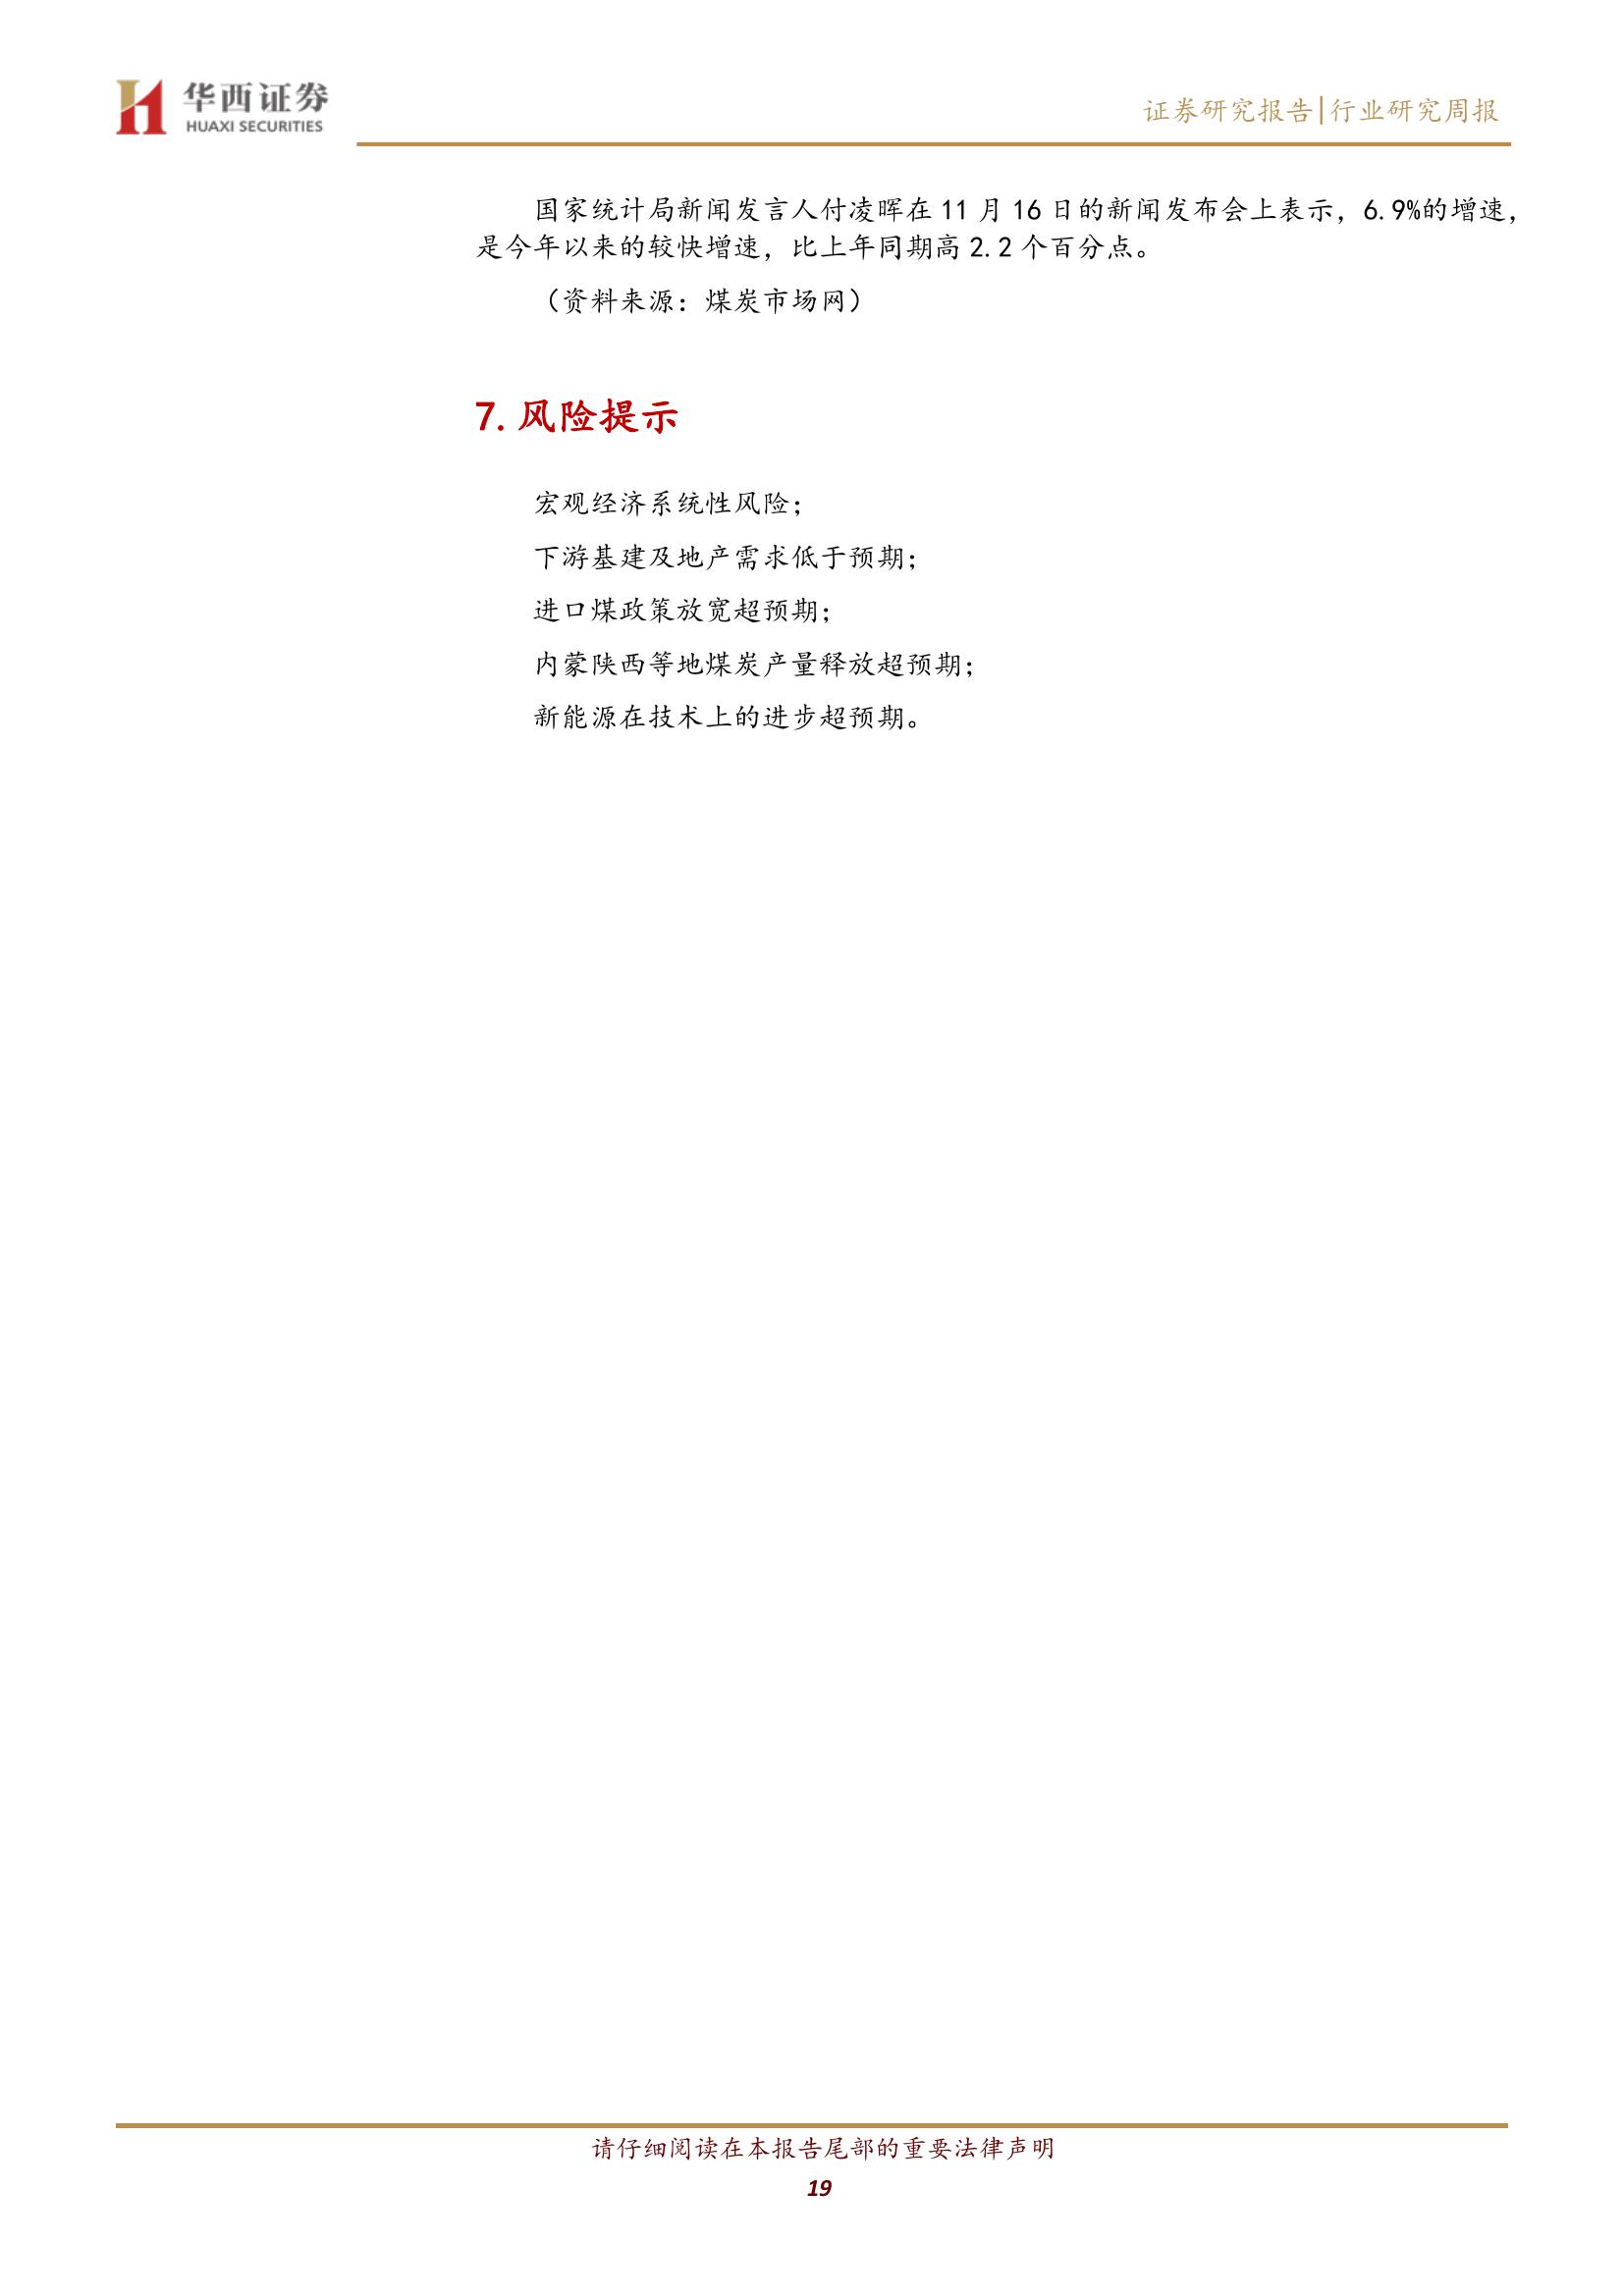 华西证券
HUAXI SECURITIES
证券研究报告|行业研究周报
国家统计局新闻发言人付凌晖在 11 月 16 日的新闻发布会上表示，6.9%的增速，
是今年以来的较快增速，比上年同期高 2.2 个百分点。
（资料来源：煤炭市场网）
7. 风险提示
宏观经济系统性风险；
下游基建及地产需求低于预期；
进口煤政策放宽超预期；
内蒙陕西等地煤炭产量释放超预期；
新能源在技术上的进步超预期。
请仔细阅读在本报告尾部的重要法律声明
19